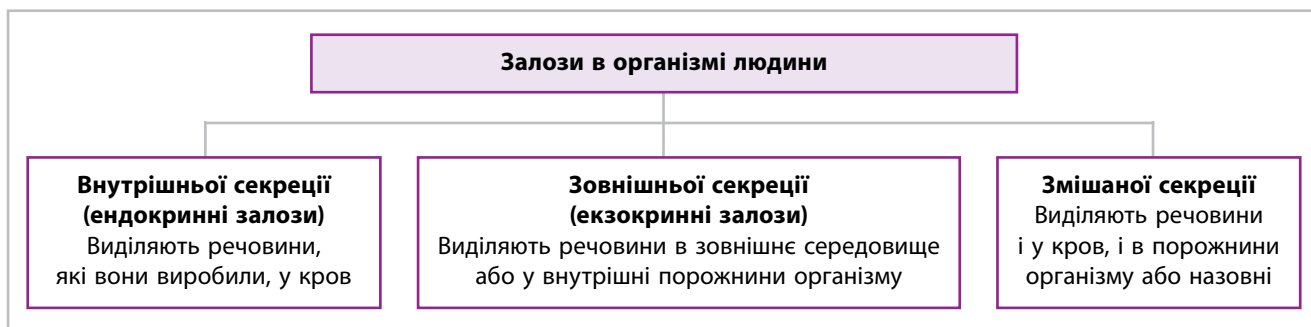 Залози в організмі людини
Внутрішньої секреції
(ендокринні залози)
Виділяють речовини,
які вони виробили, у кров
Зовнішньої секреції
(екзокринні залози)
Виділяють речовини в зовнішнє середовище
або у внутрішні порожнини організму
Змішаної секреції
Виділяють речовини
і у кров, і в порожнини
організму або назовні